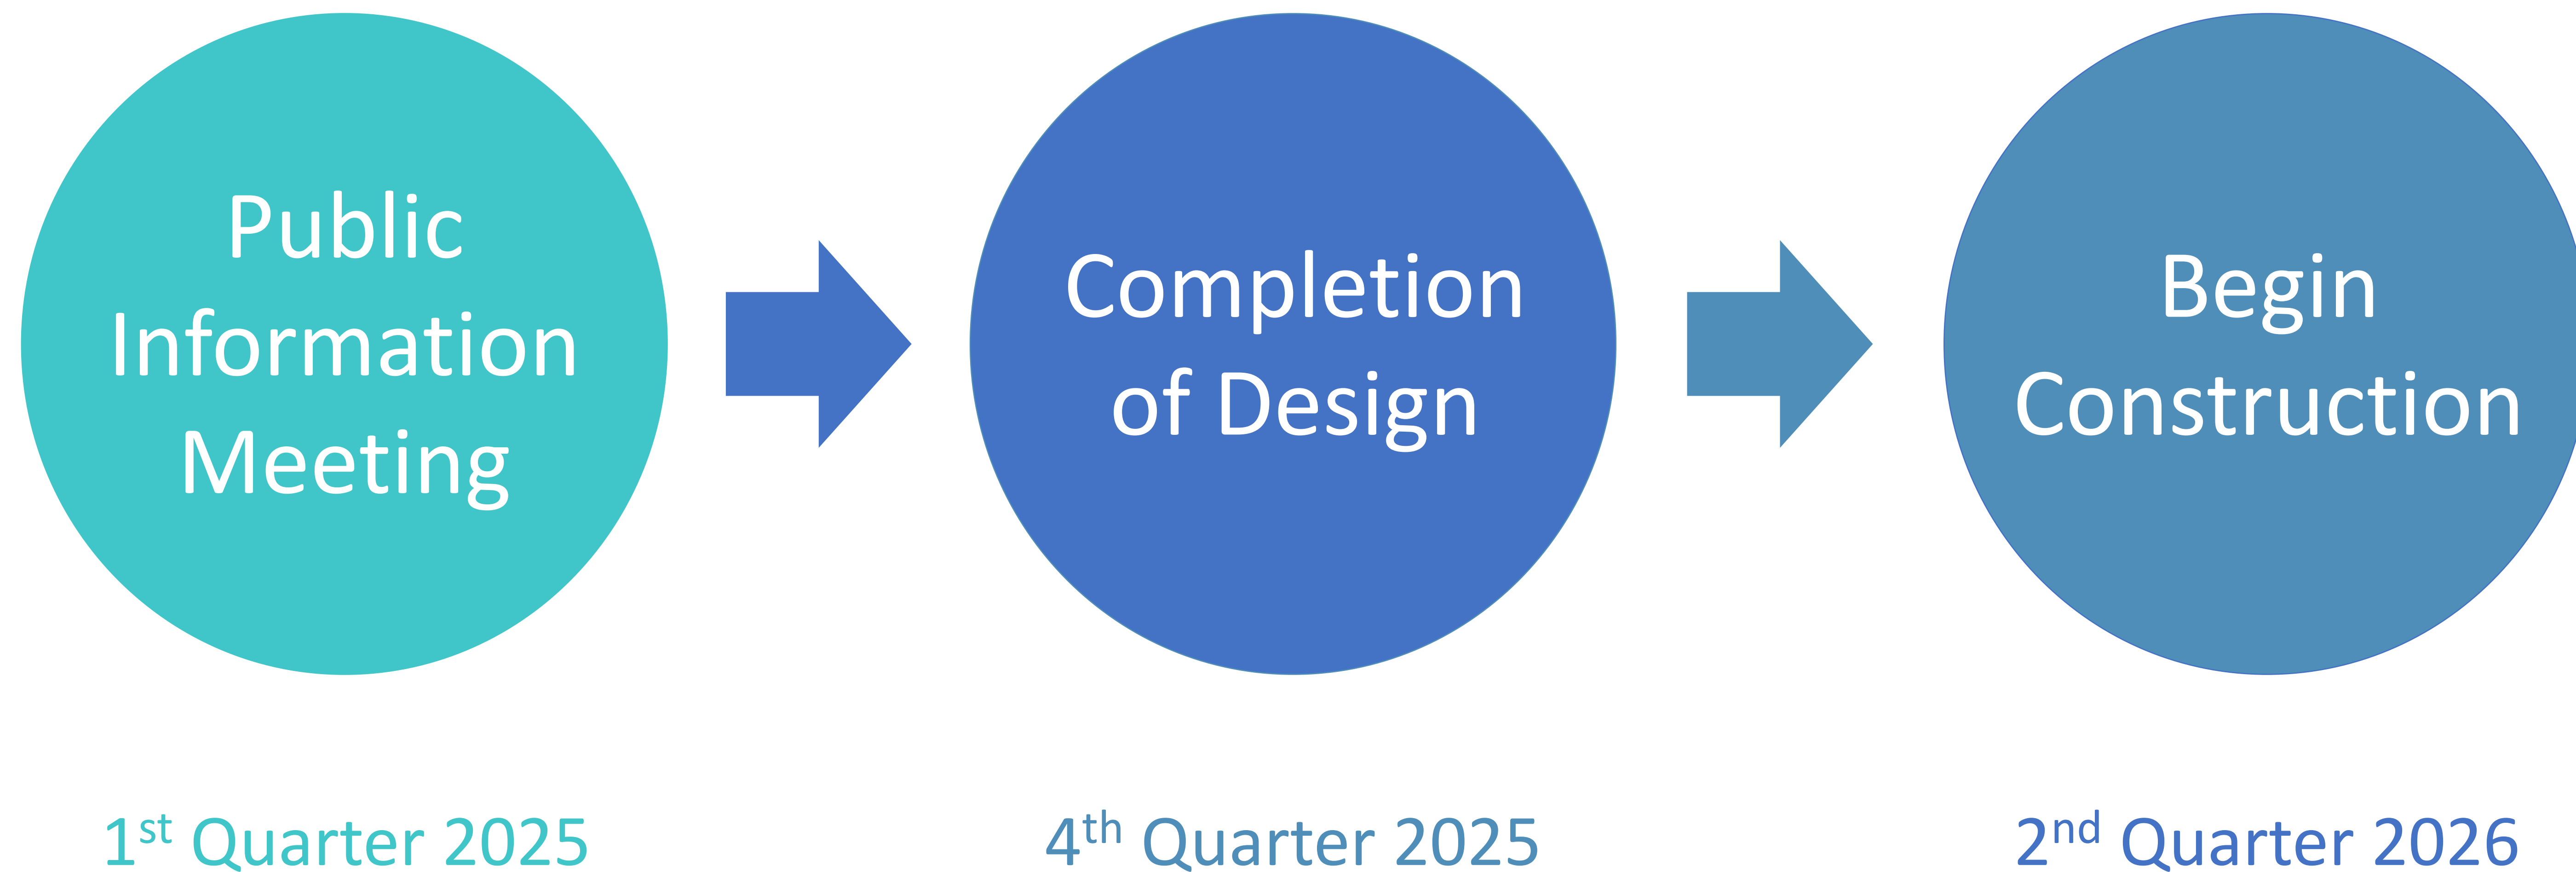 Public
Information
Meeting
Completion
of Design
Begin
Construction
1st Quarter 2025
4th Quarter 2025
2nd Quarter 2026